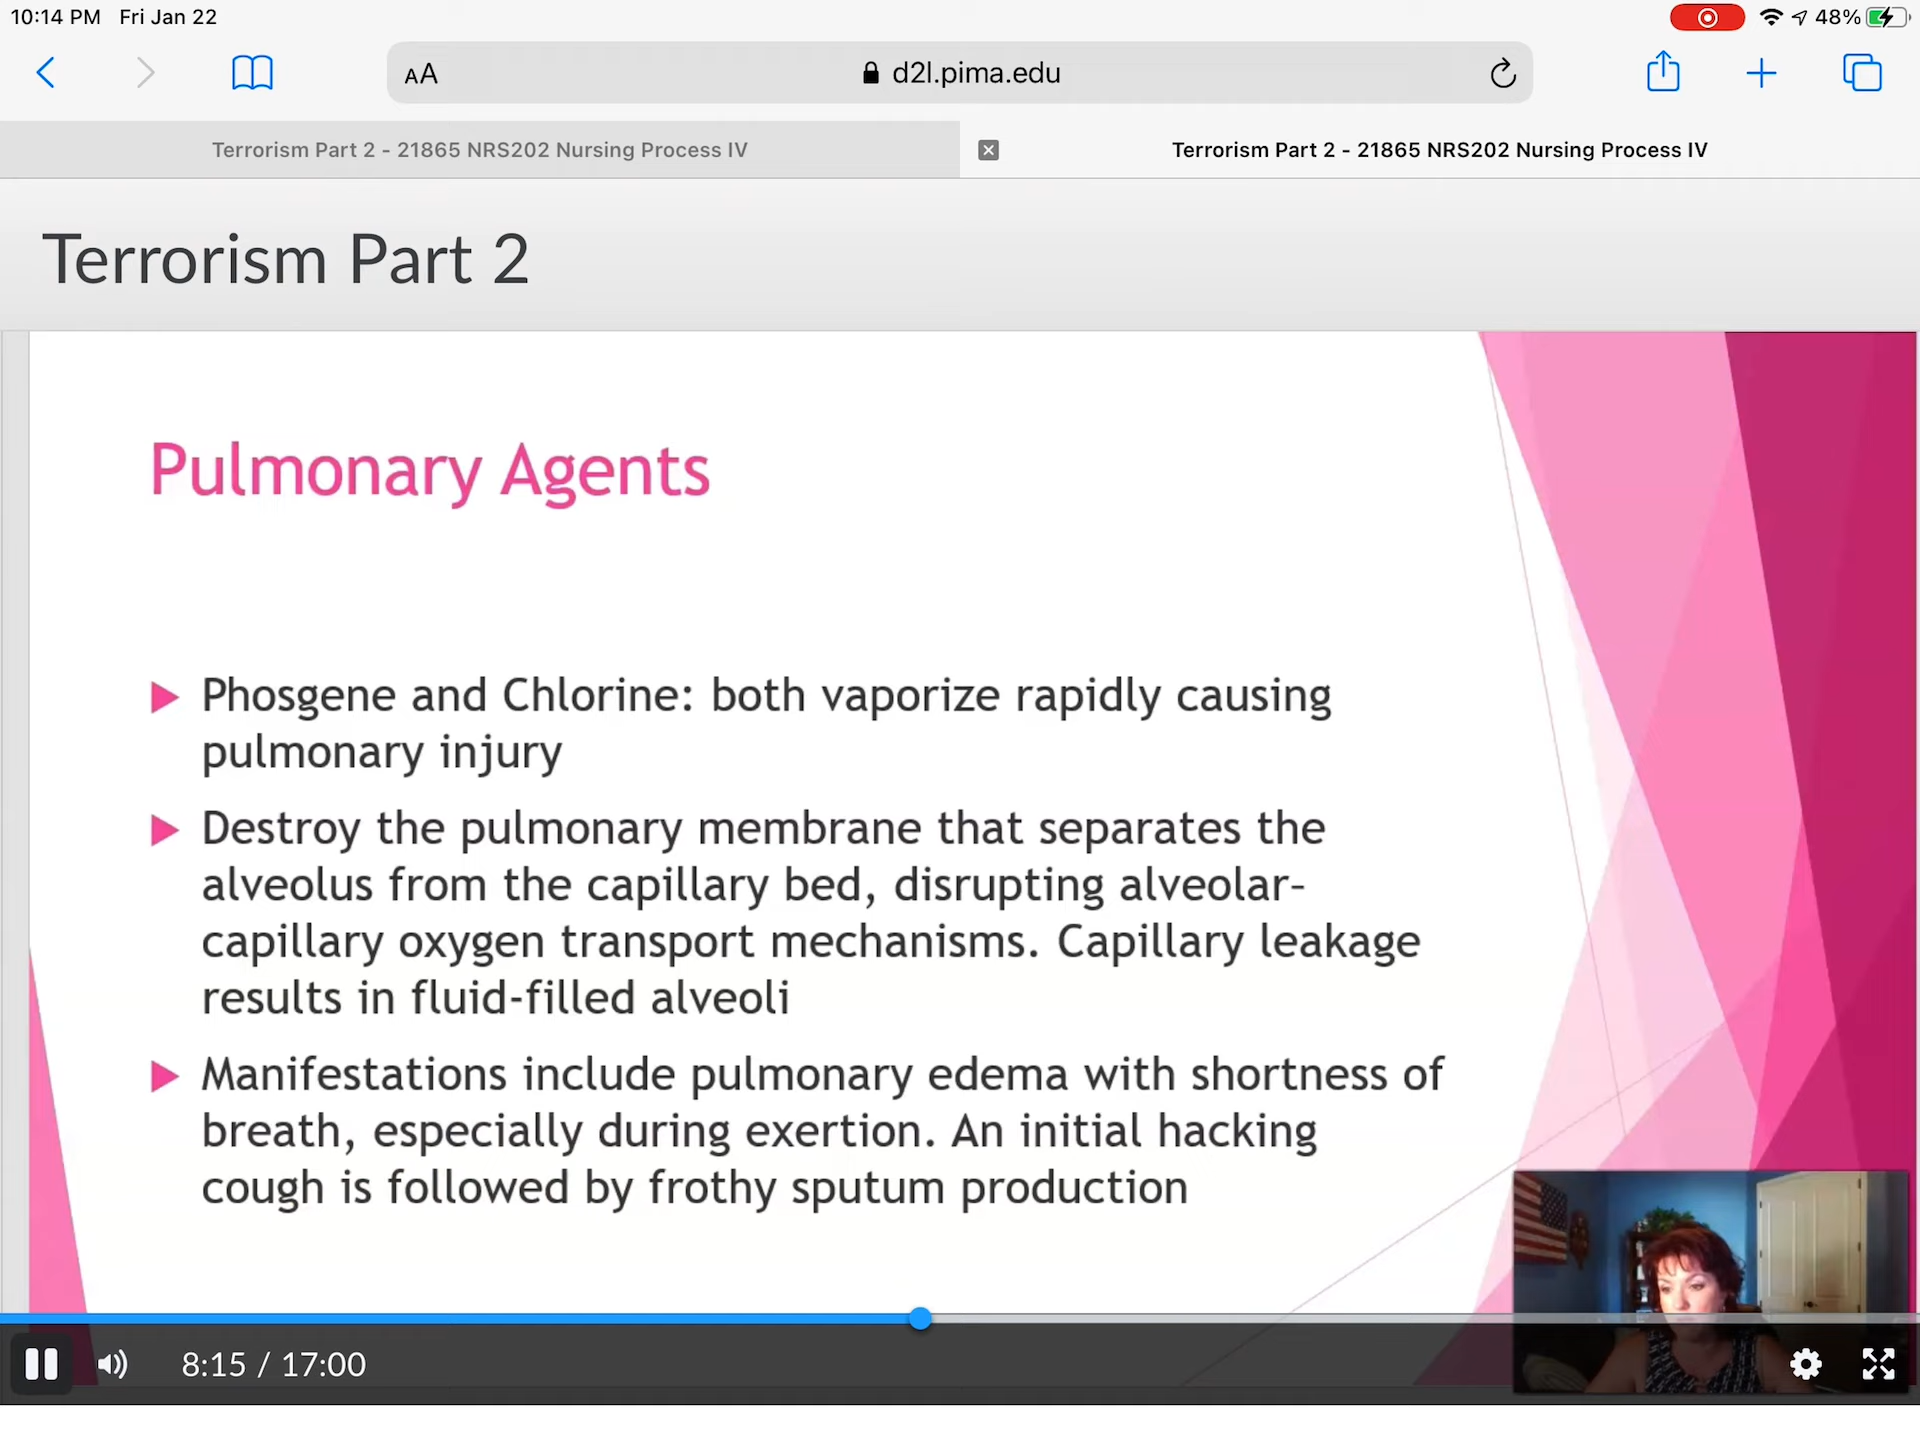 10:14 PM Fri Jan 22
48%
AA
d2l.pima.edu
Terrorism Part 2 - 21865 NRS202 Nursing Process IV
Terrorism Part 2 - 21865 NRS202 Nursing Process IV
Terrorism Part 2
Pulmonary Agents
Phosgene and Chlorine: both vaporize rapidly causing
pulmonary injury
Destroy the pulmonary membrane that separates the
alveolus from the capillary bed, disrupting alveolar-
capillary oxygen transport mechanisms. Capillary leakage
results in fluid-filled alveoli
Manifestations include pulmonary edema with shortness of
breath, especially during exertion. An initial hacking
cough is followed by frothy sputum production
8:15 / 17:00